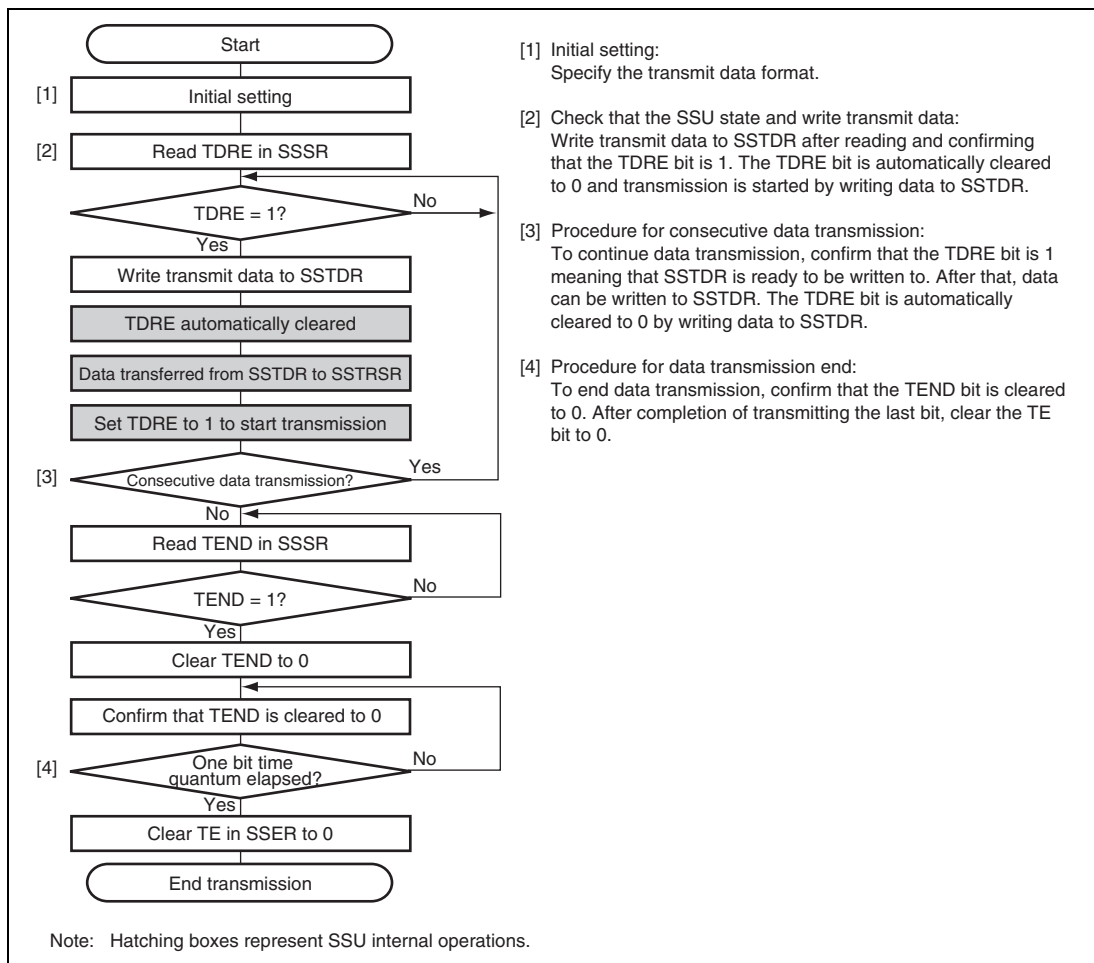 Start
[1] Initial setting
[2] Read TDRE in SSSR
TDRE = 1?
No
Yes
Write transmit data to SSTDR
TDRE automatically cleared
Data transferred from SSTDR to SSTRSR
Set TDRE to 1 to start transmission
[3] Consecutive data transmission?
Yes
No
Read TEND in SSSR
TEND = 1?
No
Yes
Clear TEND to 0
Confirm that TEND is cleared to 0
[4] One bit time
quantum elapsed?
No
Yes
Clear TE in SSER to 0
End transmission
[1] Initial setting:
Specify the transmit data format.
[2] Check that the SSU state and write transmit data:
Write transmit data to SSTDR after reading and confirming
that the TDRE bit is 1. The TDRE bit is automatically cleared
to 0 and transmission is started by writing data to SSTDR.
[3] Procedure for consecutive data transmission:
To continue data transmission, confirm that the TDRE bit is 1
meaning that SSTDR is ready to be written to. After that, data
can be written to SSTDR. The TDRE bit is automatically
cleared to 0 by writing data to SSTDR.
[4] Procedure for data transmission end:
To end data transmission, confirm that the TEND bit is cleared
to 0. After completion of transmitting the last bit, clear the TE
bit to 0.
Note: Hatching boxes represent SSU internal operations.